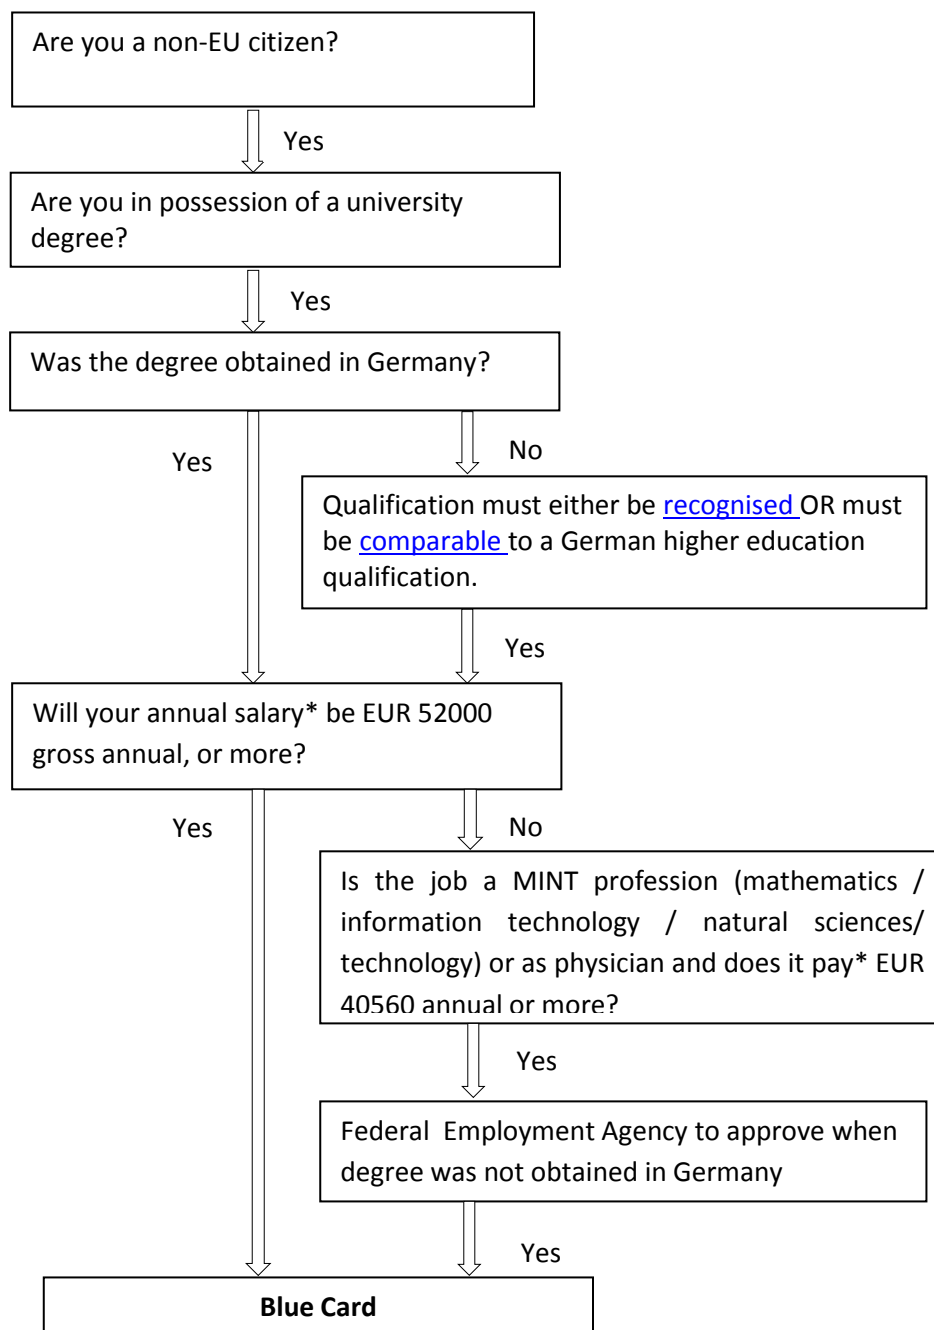 Are you a non-EU citizen?
Yes
Are you in possession of a university
degree?
Yes
Was the degree obtained in Germany?
Yes
No
Qualification must either be recognised OR must
be comparable to a German higher education
qualification.
Yes
Will your annual salary* be EUR 52000
gross annual, or more?
Yes
No
Is the job a MINT profession (mathematics /
information technology / natural sciences/
technology) or as physician and does it pay* EUR
40560 annual or more?
Yes
Federal Employment Agency to approve when
degree was not obtained in Germany
Yes
Blue Card